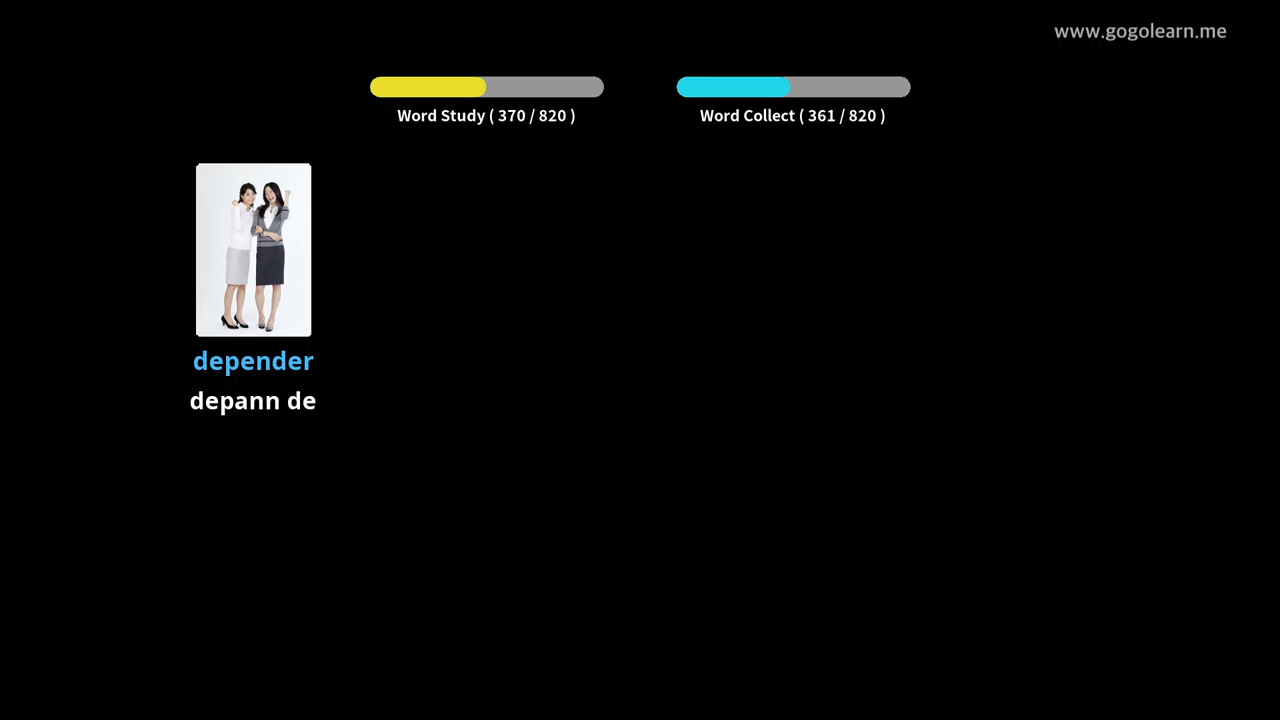 www.gogolearn.me
Word Study ( 370 / 820 )
Word Collect ( 361 / 820 )
depender
depann de